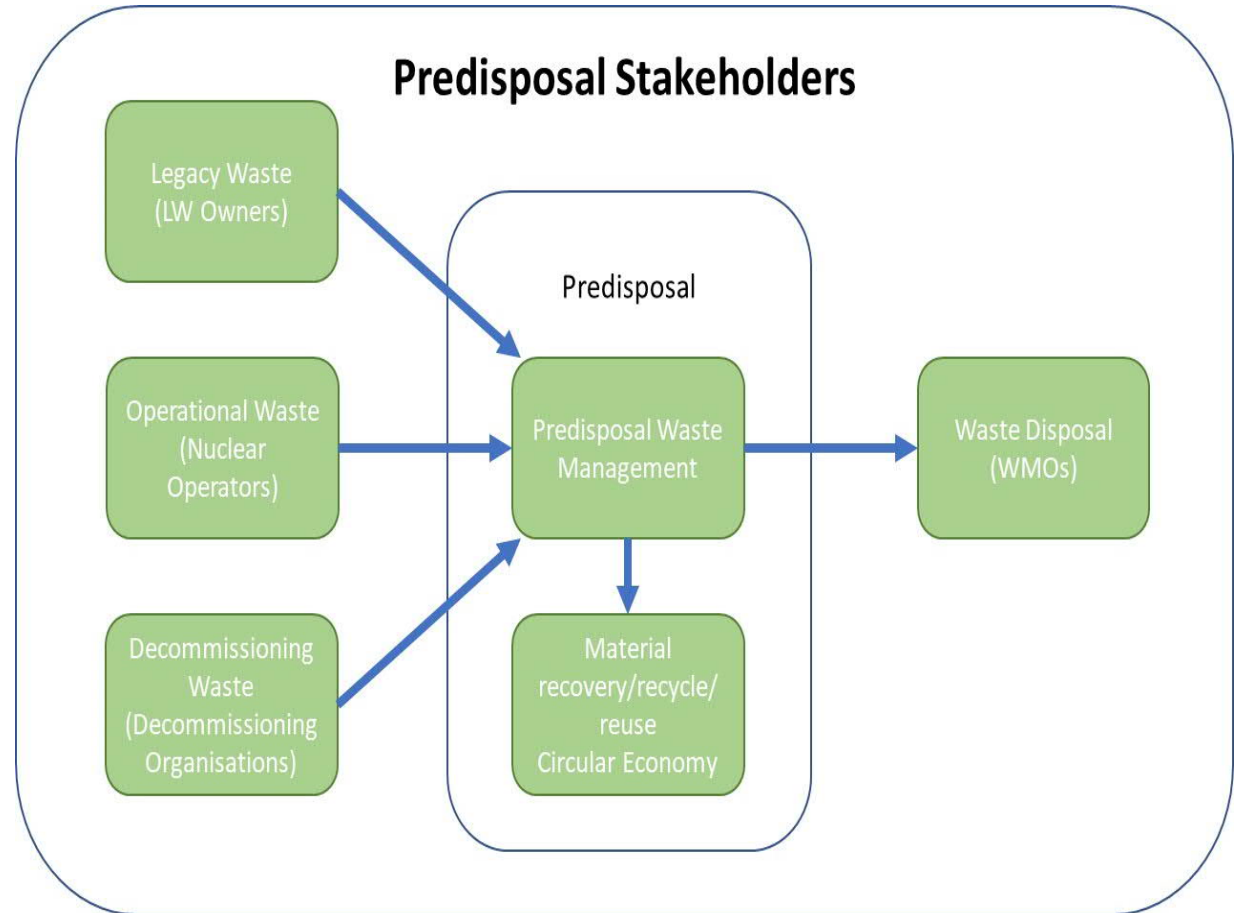 Predisposal Stakeholders
Legacy Waste
(LW Owners)
Predisposal
Operational Waste
(Nuclear
Operators)
Predisposal Waste
Management
Waste Disposal
(WMOs)
Decommissioning
Waste
(Decommissioning
Organisations)
Material
recovery/recycle/
reuse
Circular Economy